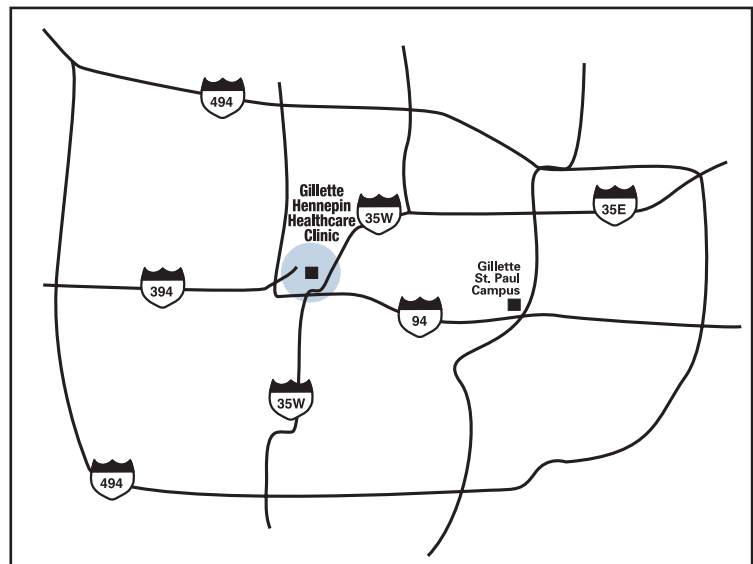 494
Gillette
Hennepin
Healthcare
Clinic
35W
35E
Gillette
St. Paul
Campus
394
94
35W
494